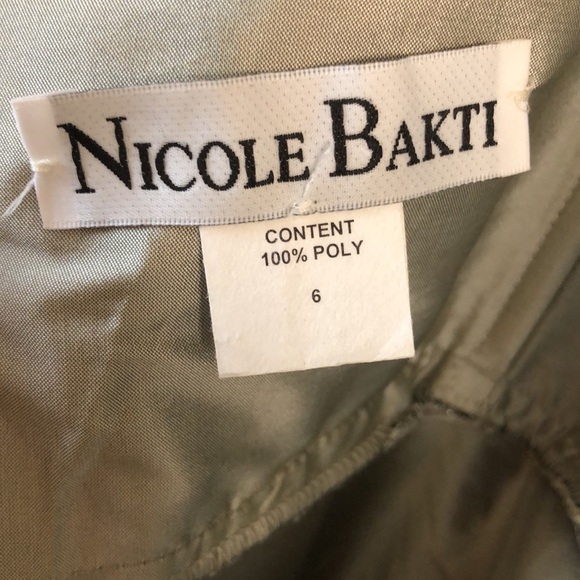 NICOLE BAKTI
CONTENT
100% POLY
6